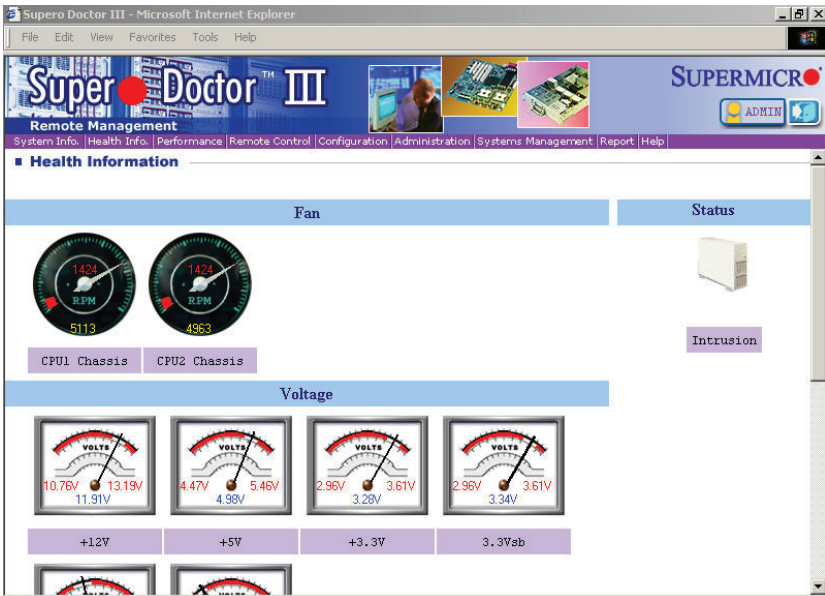 Supero Doctor III - Microsoft Internet Explorer
File Edit View Favorites Tools Help
Super Doctor™ III
Remote Management
SUPERMICR
ADMIN
System Info. Health Info. Performance Remote Control Configuration Administration Systems Management Report Help
Health Information
Fan
Status
1424
RPM
5113
1424
RPM
4963
CPU1 Chassis CPU2 Chassis
Intrusion
Voltage
VOLTS VOLTS VOLTS VOLTS
10.76V 13.19V 4.47V 5.46V 2.96V 3.61V 2.96V 3.61V
11.91V 4.98V 3.28V 3.34V
+12V +5V +3.3V 3.3Vsb